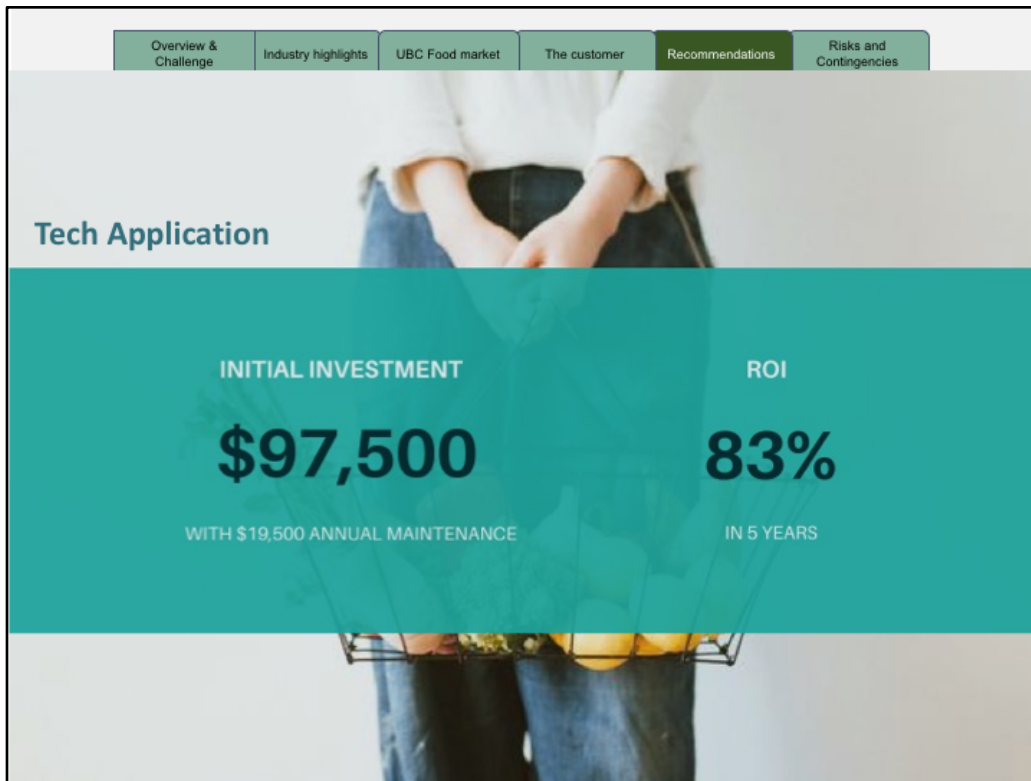 Overview &
Challenge
Industry highlights
UBC Food market
The customer
Recommendations
Risks and
Contingencies
Tech Application
INITIAL INVESTMENT
$97,500
WITH $19,500 ANNUAL MAINTENANCE
ROI
83%
IN 5 YEARS